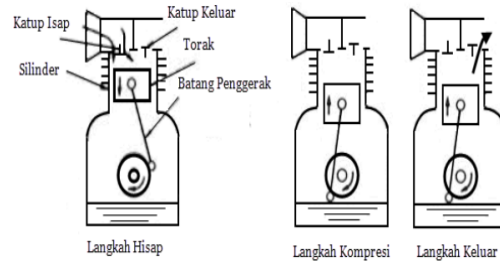 Katup Isap
Katup Keluar
Torak
Silinder
Batang Penggerak
Langkah Hisap
Langkah Kompresi
Langkah Keluar